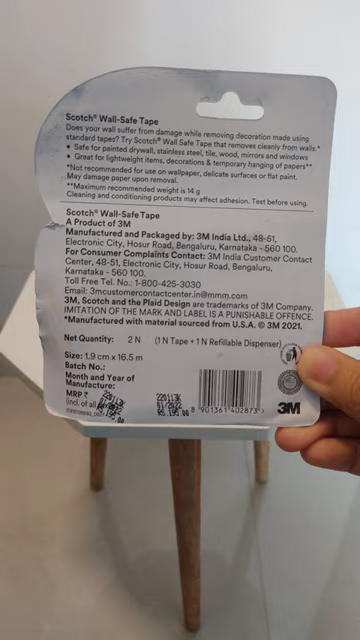 Scotch® Wall-Safe Tape
Does your wall suffer from damage while removing decoration made using
standard tapes? Try Scotch® Wall Safe Tape that removes cleanly from walls.*
• Safe for painted drywall, stainless steel, tile, wood, mirrors and windows
• Great for lightweight items, decorations & temporary hanging of papers**
*Not recommended for use on wallpaper, delicate surfaces or flat paint.
May damage paper upon removal.
**Maximum recommended weight is 14 g
Cleaning and conditioning products may affect adhesion. Test before using.
Scotch® Wall-Safe Tape
A Product of 3M
Manufactured and Packaged by: 3M India Ltd., 48-51,
Electronic City, Hosur Road, Bengaluru, Karnataka - 560 100.
For Consumer Complaints Contact: 3M India Customer Contact
Center, 48-51, Electronic City, Hosur Road, Bengaluru,
Karnataka - 560 100.
Toll Free Tel. No.: 1-800-425-3030
Email: 3mcustomercontactcenter.in@mmm.com
3M, Scotch and the Plaid Design are trademarks of 3M Company.
IMITATION OF THE MARK AND LABEL IS A PUNISHABLE OFFENCE.
*Manufactured with material sourced from U.S.A. © 3M 2021.
Net Quantity: 2 N (1 N Tape + 1 N Refillable Dispenser)
Size: 1.9 cm x 16.5 m
Batch No.:
Month and Year of
Manufacture:
MRP ₹
(incl. of all
22013K
01/2022
95.195.00
8 901361 402873
3M